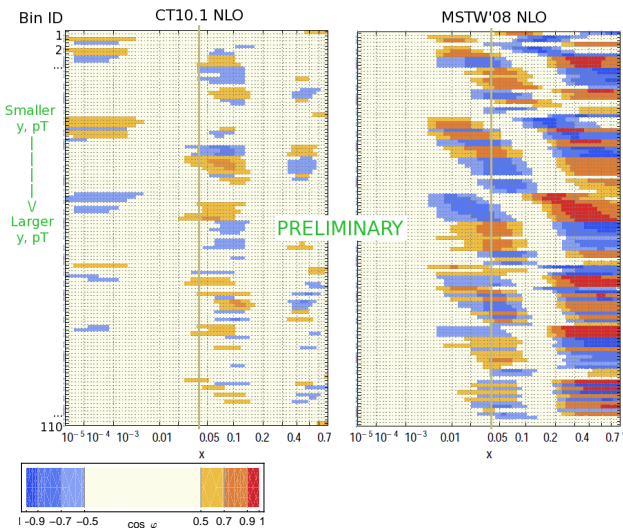 Bin ID
CT10.1 NLO
MSTW'08 NLO
1
2
...
Smaller
y, pT
Larger
y, pT
PRELIMINARY
...
110
10⁻⁵ 10⁻⁴ 10⁻³ 0.01 0.05 0.1 0.2 0.4 0.7
x
10⁻⁵ 10⁻⁴ 10⁻³ 0.01 0.05 0.1 0.2 0.4 0.7
x
-0.9 -0.7 -0.5 0.5 0.7 0.9 1
cos φ